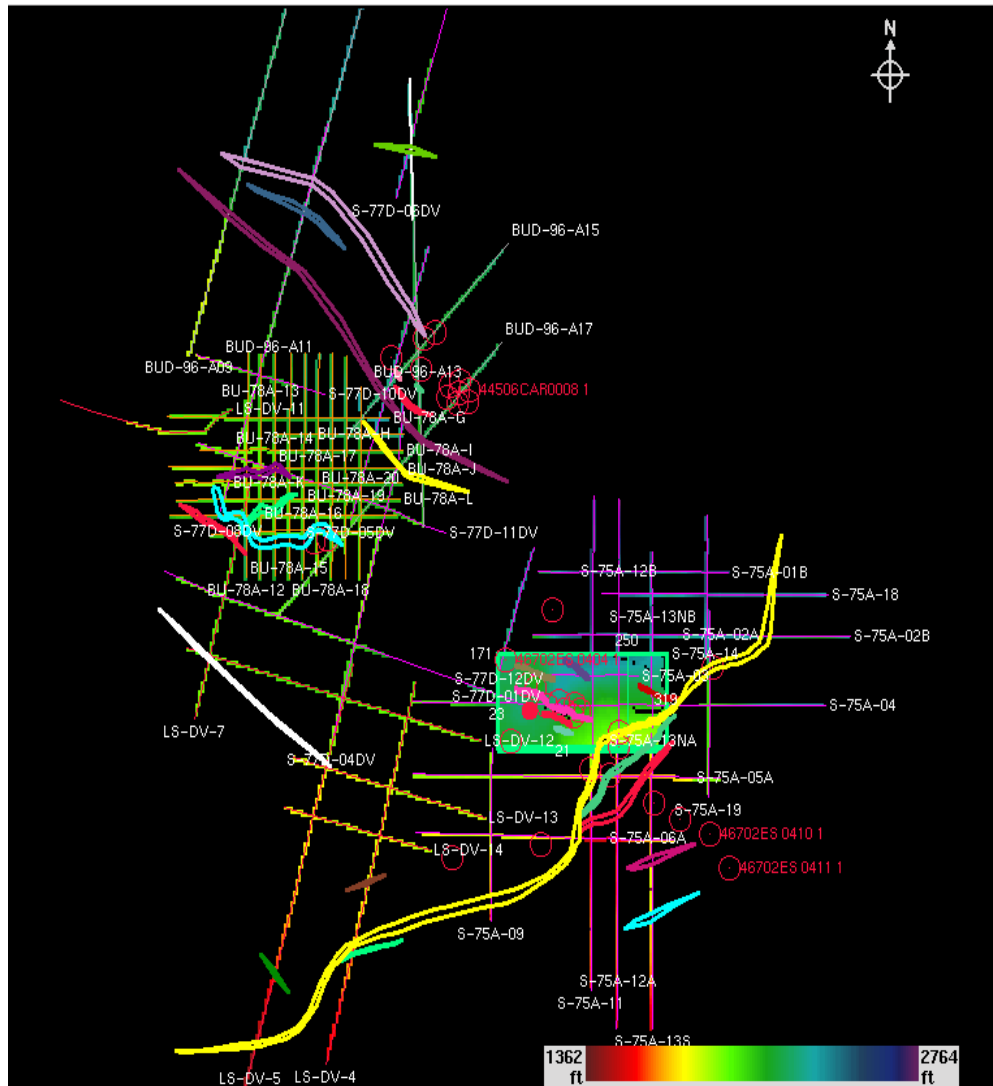 N
S-77D-06DV
BUD-96-A15
BUD-96-A17
BUD-96-A11
BUD-96-A09
BUD-96-A13
BU-78A-13
S-77D-10DV
44506CAR0008 1
LS-DV-11
BU-78A-G
BU-78A-H
BU-78A-14
BU-78A-I
BU-78A-17
BU-78A-J
BU-78A-20
BU-78A-K
BU-78A-19
BU-78A-L
BU-78A-16
S-77D-08DV
S-77D-05DV
S-77D-11DV
BU-78A-15
BU-78A-12
BU-78A-18
S-75A-12B
S-75A-01B
S-75A-18
S-75A-13NB
S-75A-02A
S-75A-02B
250
171
46702ES 0404 1
S-75A-14
S-77D-12DV
S-77D-01DV
319
S-75A-04
23
LS-DV-7
LS-DV-12
21
S-75A-13NA
S-77D-04DV
S-75A-05A
LS-DV-13
S-75A-19
S-75A-06A
46702ES 0410 1
LS-DV-14
46702ES 0411 1
S-75A-09
S-75A-12A
S-75A-11
S-75A-13S
1362
ft
2764
ft
LS-DV-5
LS-DV-4